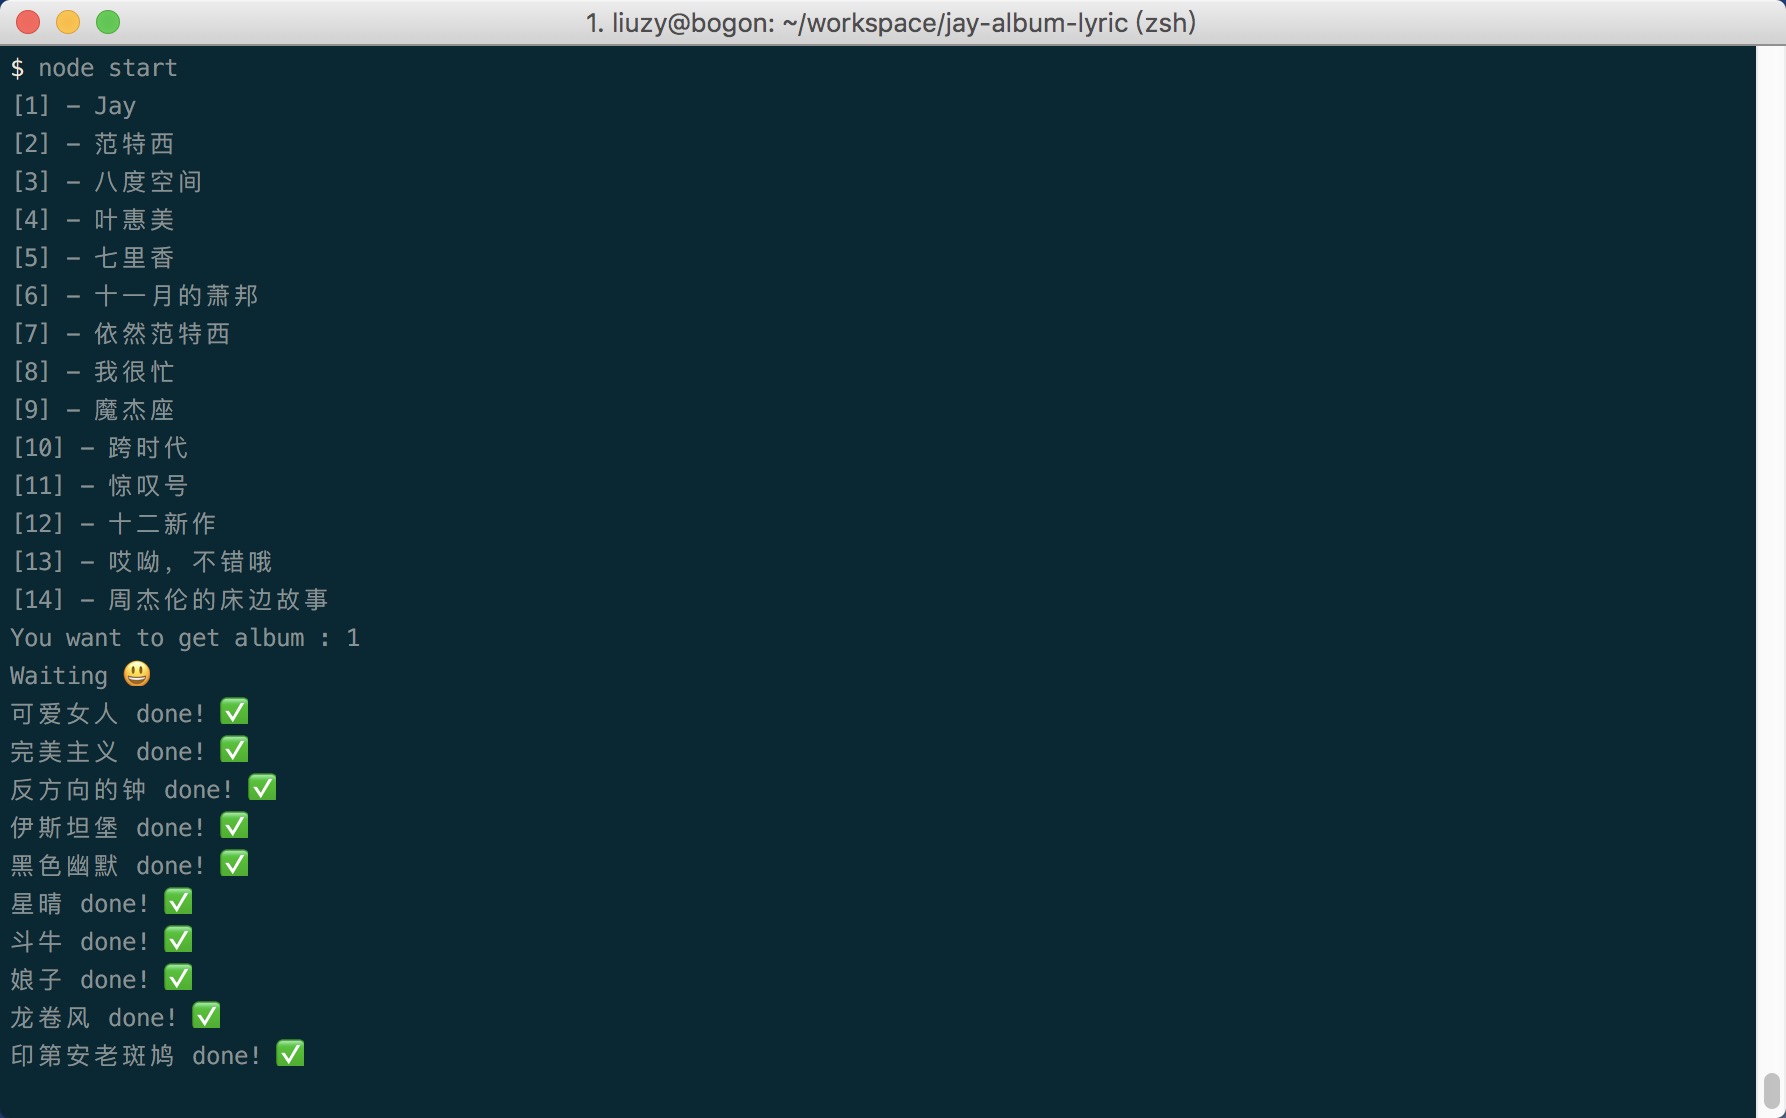 1. liuzy@bogon: ~/workspace/jay-album-lyric (zsh)
$ node start
[1] – Jay
[2] – 范特西
[3] – 八度空间
[4] – 叶惠美
[5] – 七里香
[6] – 十一月的萧邦
[7] – 依然范特西
[8] – 我很忙
[9] – 魔杰座
[10] – 跨时代
[11] – 惊叹号
[12] – 十二新作
[13] – 哎呦，不错哦
[14] – 周杰伦的床边故事
You want to get album : 1
Waiting 😃
可爱女人 done! ✅
完美主义 done! ✅
反方向的钟 done! ✅
伊斯坦堡 done! ✅
黑色幽默 done! ✅
星晴 done! ✅
斗牛 done! ✅
娘子 done! ✅
龙卷风 done! ✅
印第安老斑鸠 done! ✅